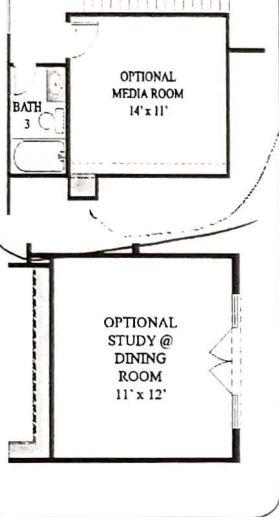 OPTIONAL
MEDIA ROOM
14' x 11'
BATH
3
OPTIONAL
STUDY @
DINING
ROOM
11' x 12'